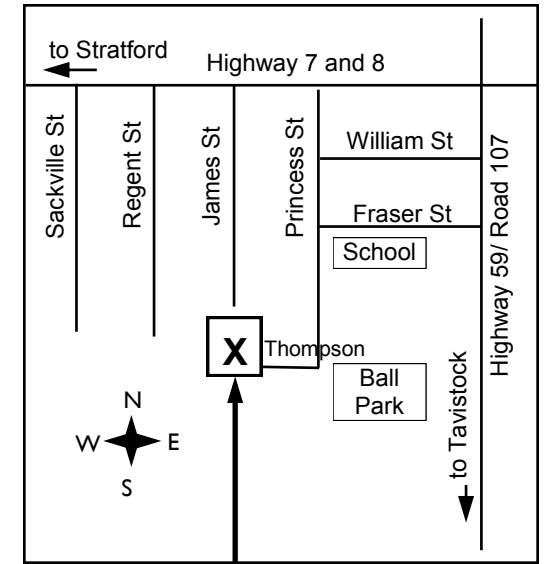 to Stratford
Highway 7 and 8
Sackville St
Regent St
James St
Princess St
William St
Fraser St
School
Highway 59/ Road 107
X
Thompson
Ball
Park
to Tavistock
N
W
E
S